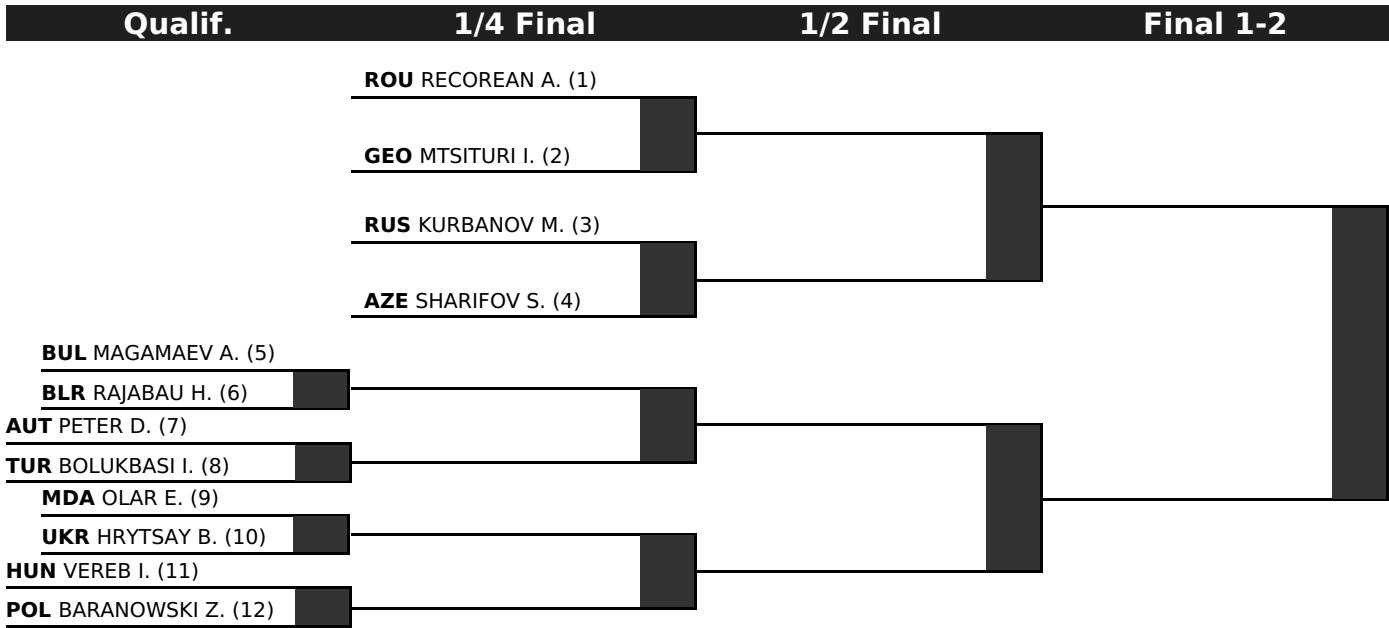 Qualif. 1/4 Final 1/2 Final Final 1-2
ROU RECOREAN A. (1)
GEO MTSITURI I. (2)
RUS KURBANOV M. (3)
AZE SHARIFOV S. (4)
BUL MAGAMAEV A. (5)
BLR RAJABAU H. (6)
AUT PETER D. (7)
TUR BOLUKBASI I. (8)
MDA OLAR E. (9)
UKR HRYTSAY B. (10)
HUN VEREB I. (11)
POL BARANOWSKI Z. (12)